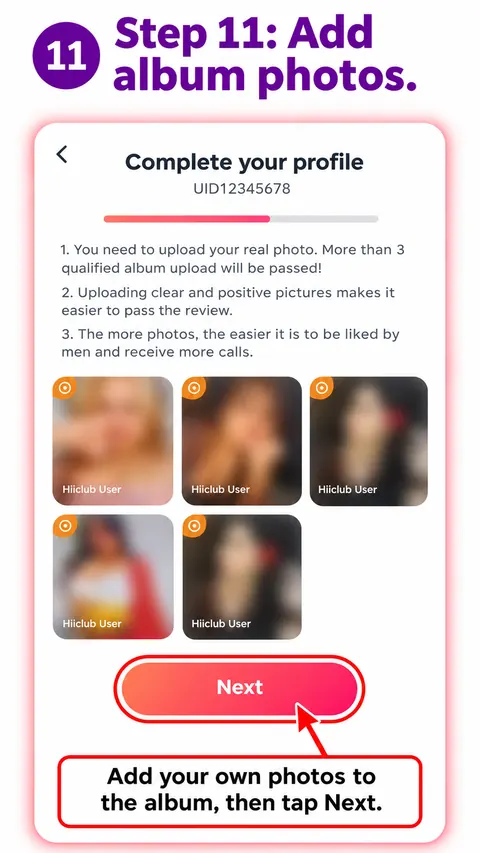 11
Step 11: Add
album photos.
Complete your profile
UID12345678
1. You need to upload your real photo. More than 3
qualified album upload will be passed!
2. Uploading clear and positive pictures makes it
easier to pass the review.
3. The more photos, the easier it is to be liked by
men and receive more calls.
Hiiclub User
Hiiclub User
Hiiclub User
Hiiclub User
Hiiclub User
Next
Add your own photos to
the album, then tap Next.